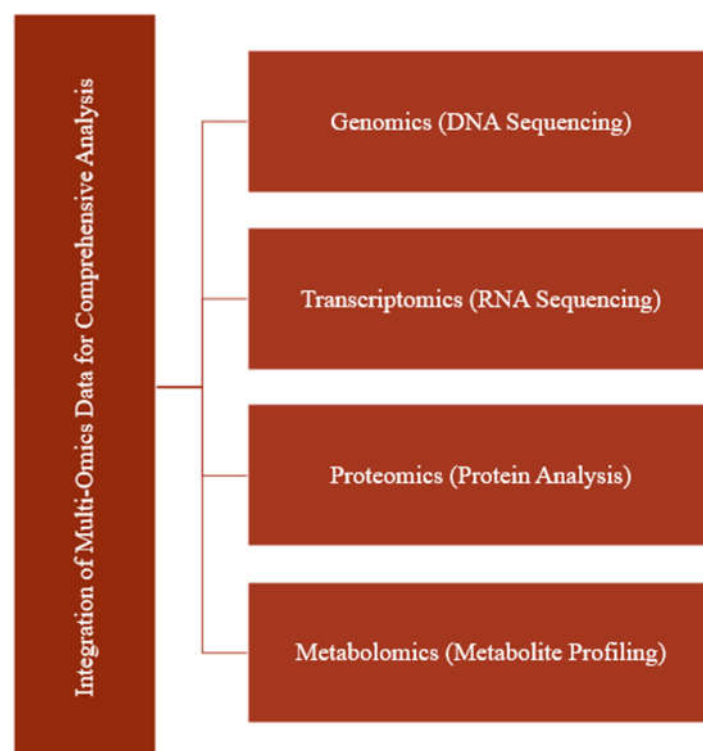 Integration of Multi-Omics Data for Comprehensive Analysis
Genomics (DNA Sequencing)
Transcriptomics (RNA Sequencing)
Proteomics (Protein Analysis)
Metabolomics (Metabolite Profiling)